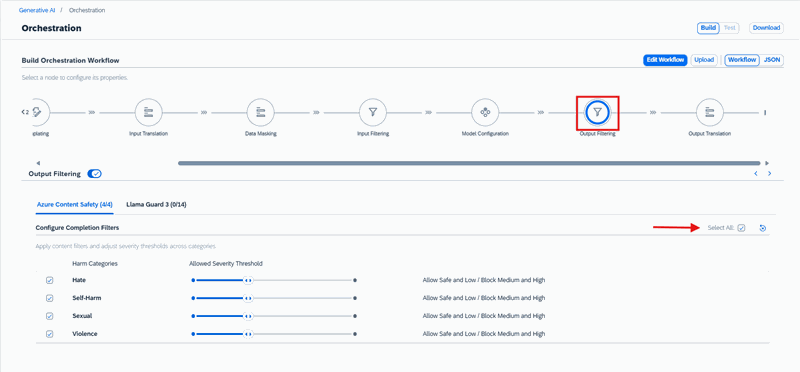 Generative AI / Orchestration
Orchestration
Build Test
Download
Build Orchestration Workflow
Edit Workflow Upload Workflow JSON
Select a node to configure its properties.
2
plating Input Translation Data Masking Input Filtering Model Configuration Output Filtering Output Translation
Output Filtering
Azure Content Safety (4/4) Llama Guard 3 (0/14)
Configure Completion Filters Select All:
Apply content filters and adjust severity thresholds across categories
Harm Categories Allowed Severity Threshold
Hate Allow Safe and Low / Block Medium and High
Self-Harm Allow Safe and Low / Block Medium and High
Sexual Allow Safe and Low / Block Medium and High
Violence Allow Safe and Low / Block Medium and High